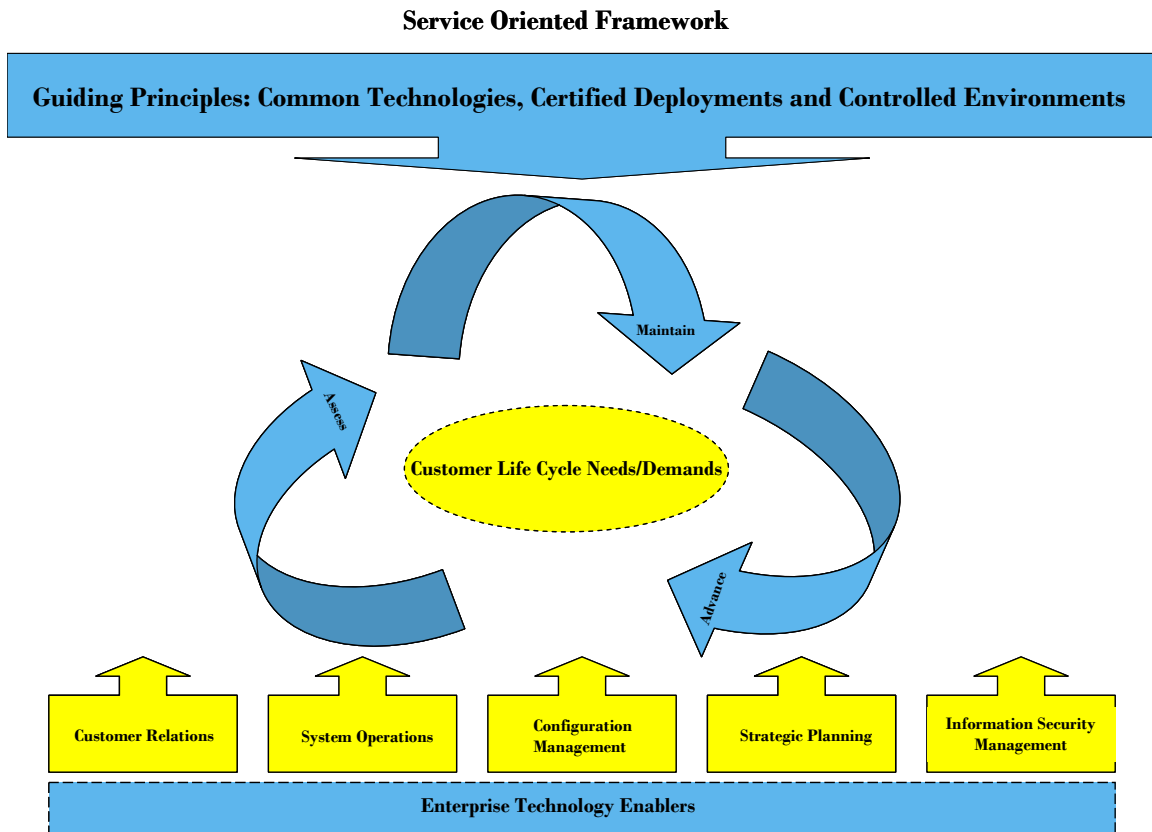 Service Oriented Framework
Guiding Principles: Common Technologies, Certified Deployments and Controlled Environments
Maintain
Assess
Customer Life Cycle Needs/Demands
Advance
Customer Relations
System Operations
Configuration
Management
Strategic Planning
Information Security
Management
Enterprise Technology Enablers